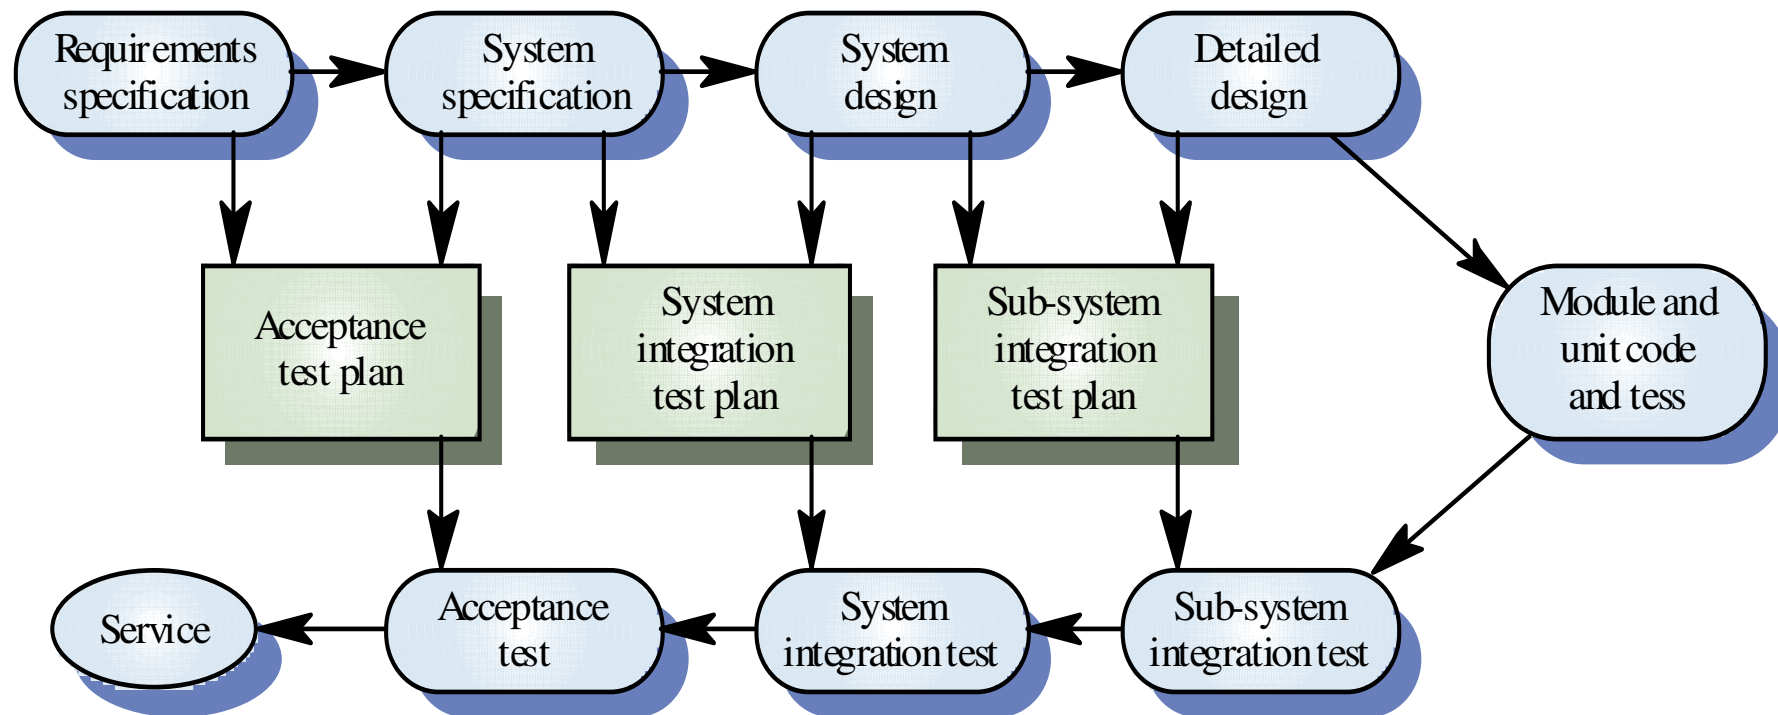 Requirements
specification
System
specification
System
design
Detailed
design
Acceptance
test plan
System
integration
test plan
Sub-system
integration
test plan
Module and
unit code
and tess
Service
Acceptance
test
System
integration test
Sub-system
integration test